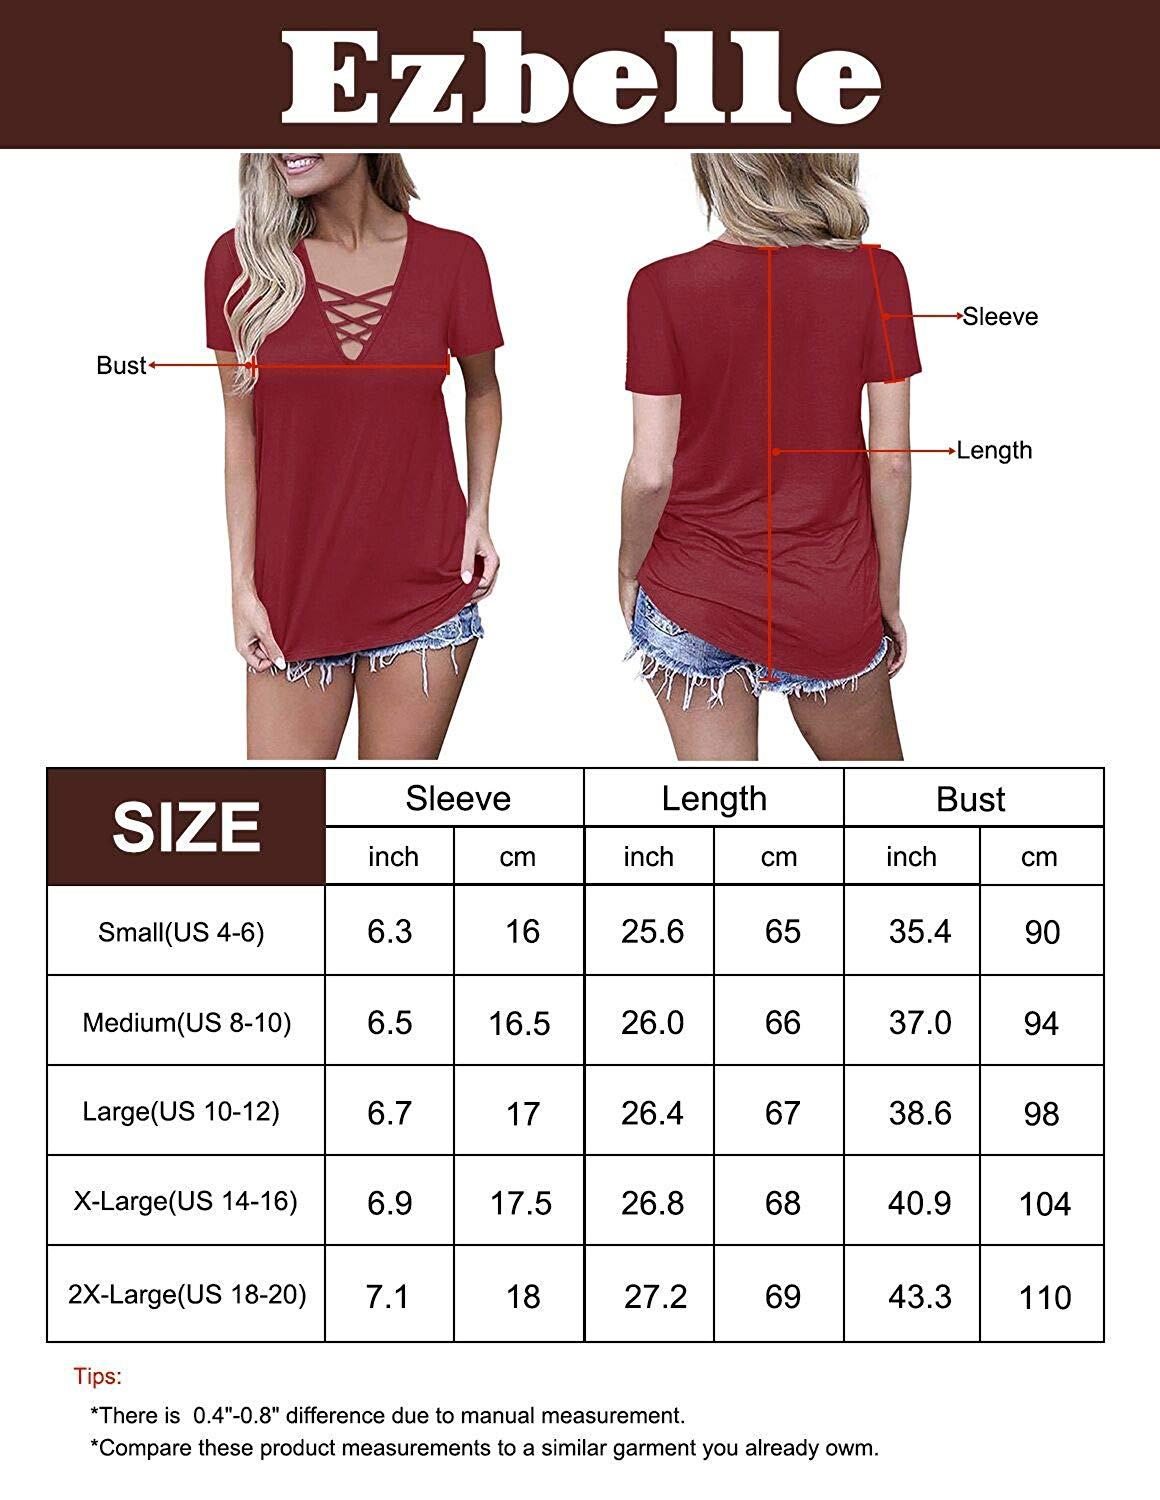 Ezbelle
Bust
Sleeve
Length
SIZE Sleeve Length Bust
inch cm inch cm inch cm
Small(US 4-6) 6.3 16 25.6 65 35.4 90
Medium(US 8-10) 6.5 16.5 26.0 66 37.0 94
Large(US 10-12) 6.7 17 26.4 67 38.6 98
X-Large(US 14-16) 6.9 17.5 26.8 68 40.9 104
2X-Large(US 18-20) 7.1 18 27.2 69 43.3 110
Tips:
*There is 0.4"-0.8" difference due to manual measurement.
*Compare these product measurements to a similar garment you already owm.